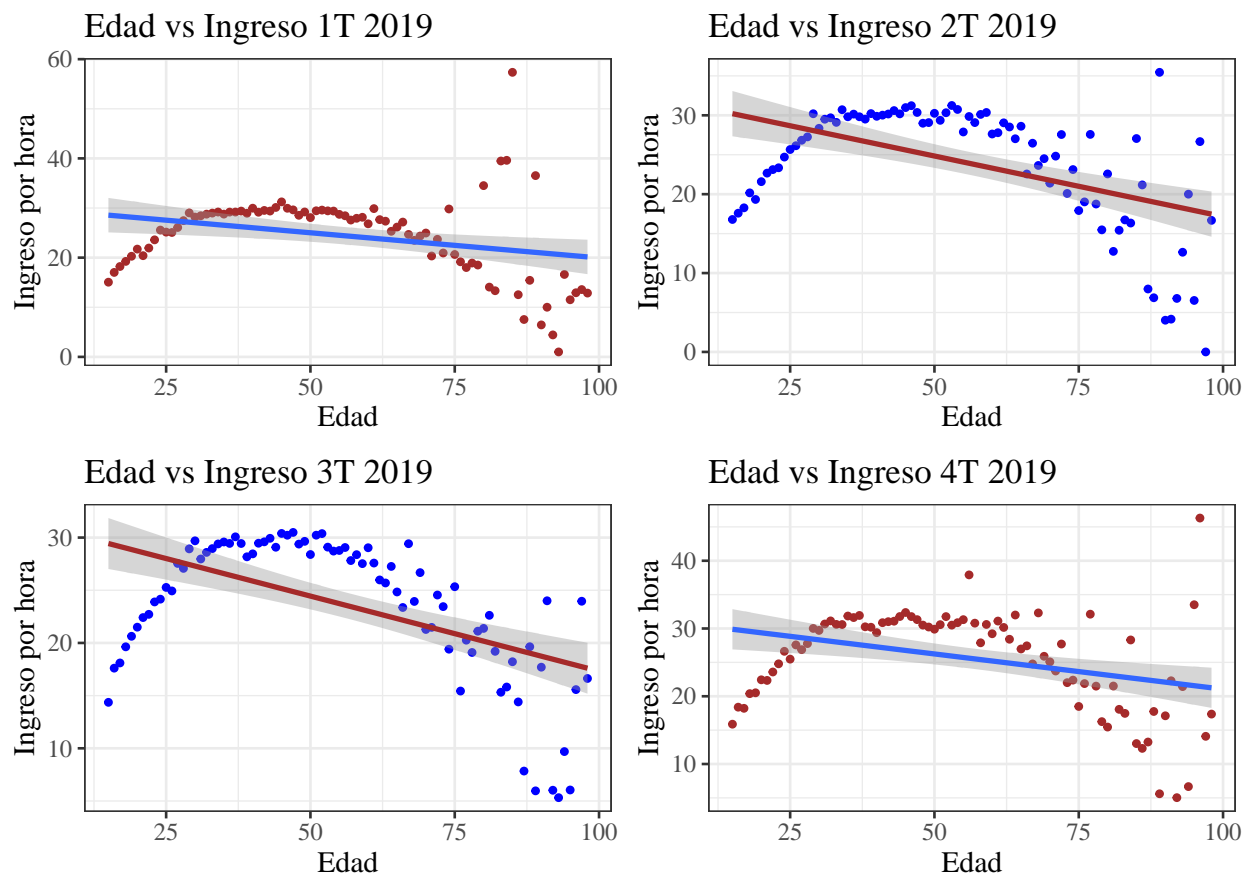 Edad vs Ingreso 1T 2019
60
40
20
0
Ingreso por hora
25 50 75 100
Edad
Edad vs Ingreso 2T 2019
30
20
10
0
Ingreso por hora
25 50 75 100
Edad
Edad vs Ingreso 3T 2019
30
20
10
Ingreso por hora
25 50 75 100
Edad
Edad vs Ingreso 4T 2019
40
30
20
10
Ingreso por hora
25 50 75 100
Edad